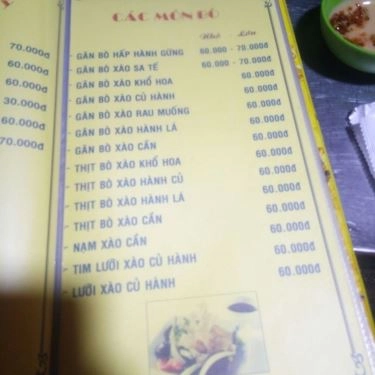 Y
70.000đ
60.000đ
60.000đ
30.000đ
60.000đ
70.000đ
CÁC MÓN BÒ
Nhỏ - Lớn
- GÂN BÒ HẤP HÀNH GỪNG 60.000 - 70.000đ
- GÂN BÒ XÀO SA TẾ 60.000 - 70.000đ
- GÂN BÒ XÀO KHỔ HOA 60.000đ
- GÂN BÒ XÀO CỦ HÀNH 60.000đ
- GÂN BÒ XÀO RAU MUỐNG 60.000đ
- GÂN BÒ XÀO HÀNH LÁ 60.000đ
- GÂN BÒ XÀO CẦN 60.000đ
- THỊT BÒ XÀO KHỔ HOA 60.000đ
- THỊT BÒ XÀO HÀNH CỦ 60.000đ
- THỊT BÒ XÀO HÀNH LÁ 60.000đ
- THỊT BÒ XÀO CẦN 60.000đ
- NẠM XÀO CẦN 60.000đ
- TIM LƯỠI XÀO CỦ HÀNH 60.000đ
- LƯỠI XÀO CỦ HÀNH 60.000đ